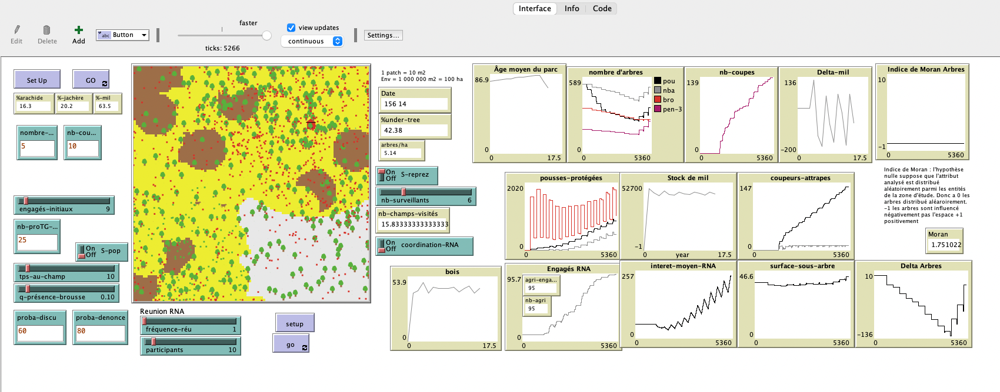 Interface
Info
Code
Edit
Delete
Add
abc
Button
faster
ticks: 5266
view updates
continuous
Settings...
Set Up
GO
%arachide
16.3
%-jachère
20.2
%-mil
63.5
nombre-...
5
nb-cou...
10
engagés-initiaux
9
nb-proTG-...
25
On
Off
S-pop
tps-au-champ
10
q-présence-brousse
0.10
proba-discu
60
proba-denonce
80
Reunion RNA
fréquence-réu
1
participants
10
setup
go
1 patch = 10 m2
Env = 1 000 000 m2 = 100 ha
Date
156 14
%under-tree
42.38
arbres/ha
5.14
On
Off
S-reprez
nb-surveillants
6
nb-champs-visités
15.83333333333333
On
Off
coordination-RNA
Âge moyen du parc
86.9
0
0
17.5
nombre d'arbres
589
0
0
5360
pou
nba
bro
pen-3
nb-coupes
139
0
0
5360
Delta-mil
136
-200
0
17.5
Indice de Moran Arbres
10
-1
0
5360
Indice de Moran : l'hypothèse
nulle suppose que l'attribut
analysé est distribué
aléatoirement parmi les entités
de la zone d'étude. Donc a 0 les
arbres distribué aléaroirement.
-1 les arbres sont influencé
négativement pas l'espace +1
positivement
Moran
1.751022
pousses-protégées
2020
0
0
5360
Stock de mil
52700
-1
0
year
17.5
coupeurs-attrapes
147
0
0
5360
bois
53.9
0
0
17.5
Engagés RNA
95.7
0
0
5360
agri-enga...
95
nb-agri
95
interet-moyen-RNA
257
0
0
5360
surface-sous-arbre
46.6
0
0
5360
Delta Arbres
10
-136
0
5360